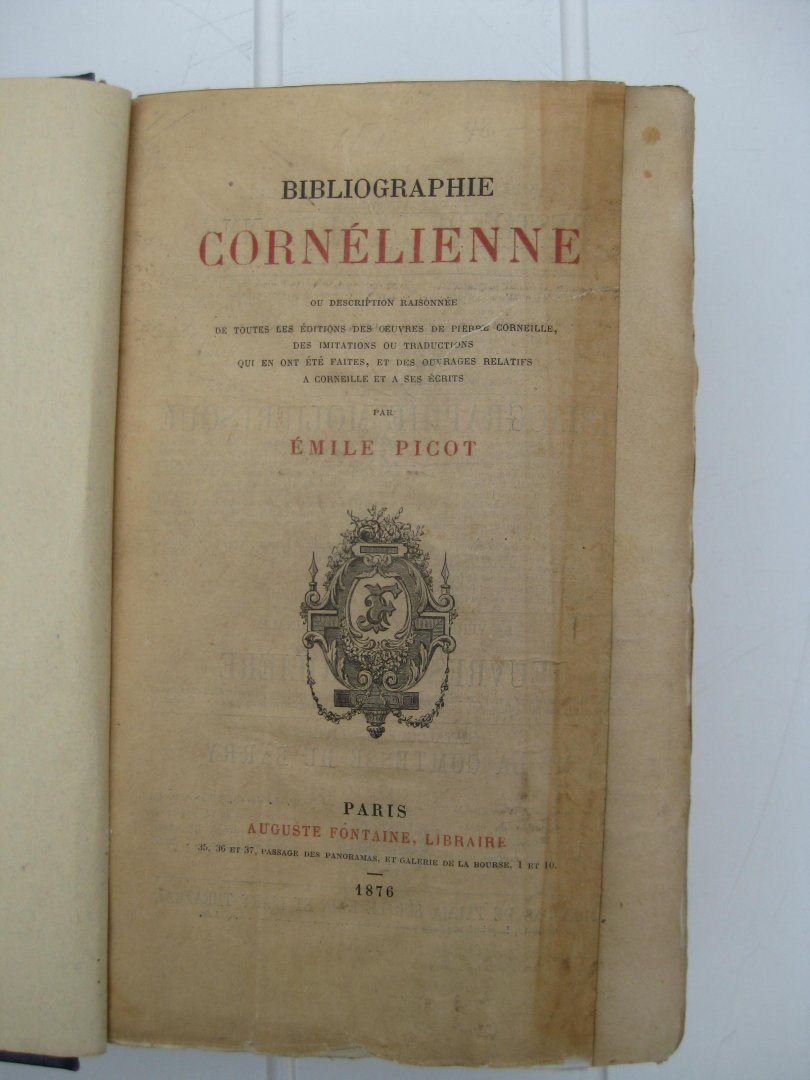 BIBLIOGRAPHIE
CORNÉLIENNE
OU DESCRIPTION RAISONNÉE
DE TOUTES LES ÉDITIONS DES ŒUVRES DE PIERRE CORNEILLE,
DES IMITATIONS OU TRADUCTIONS
QUI EN ONT ÉTÉ FAITES, ET DES OUVRAGES RELATIFS
A CORNEILLE ET A SES ÉCRITS
PAR
ÉMILE PICOT
PARIS
AUGUSTE FONTAINE, LIBRAIRE
35, 36 ET 37, PASSAGE DES PANORAMAS, ET GALERIE DE LA BOURSE, 1 ET 10.
1876